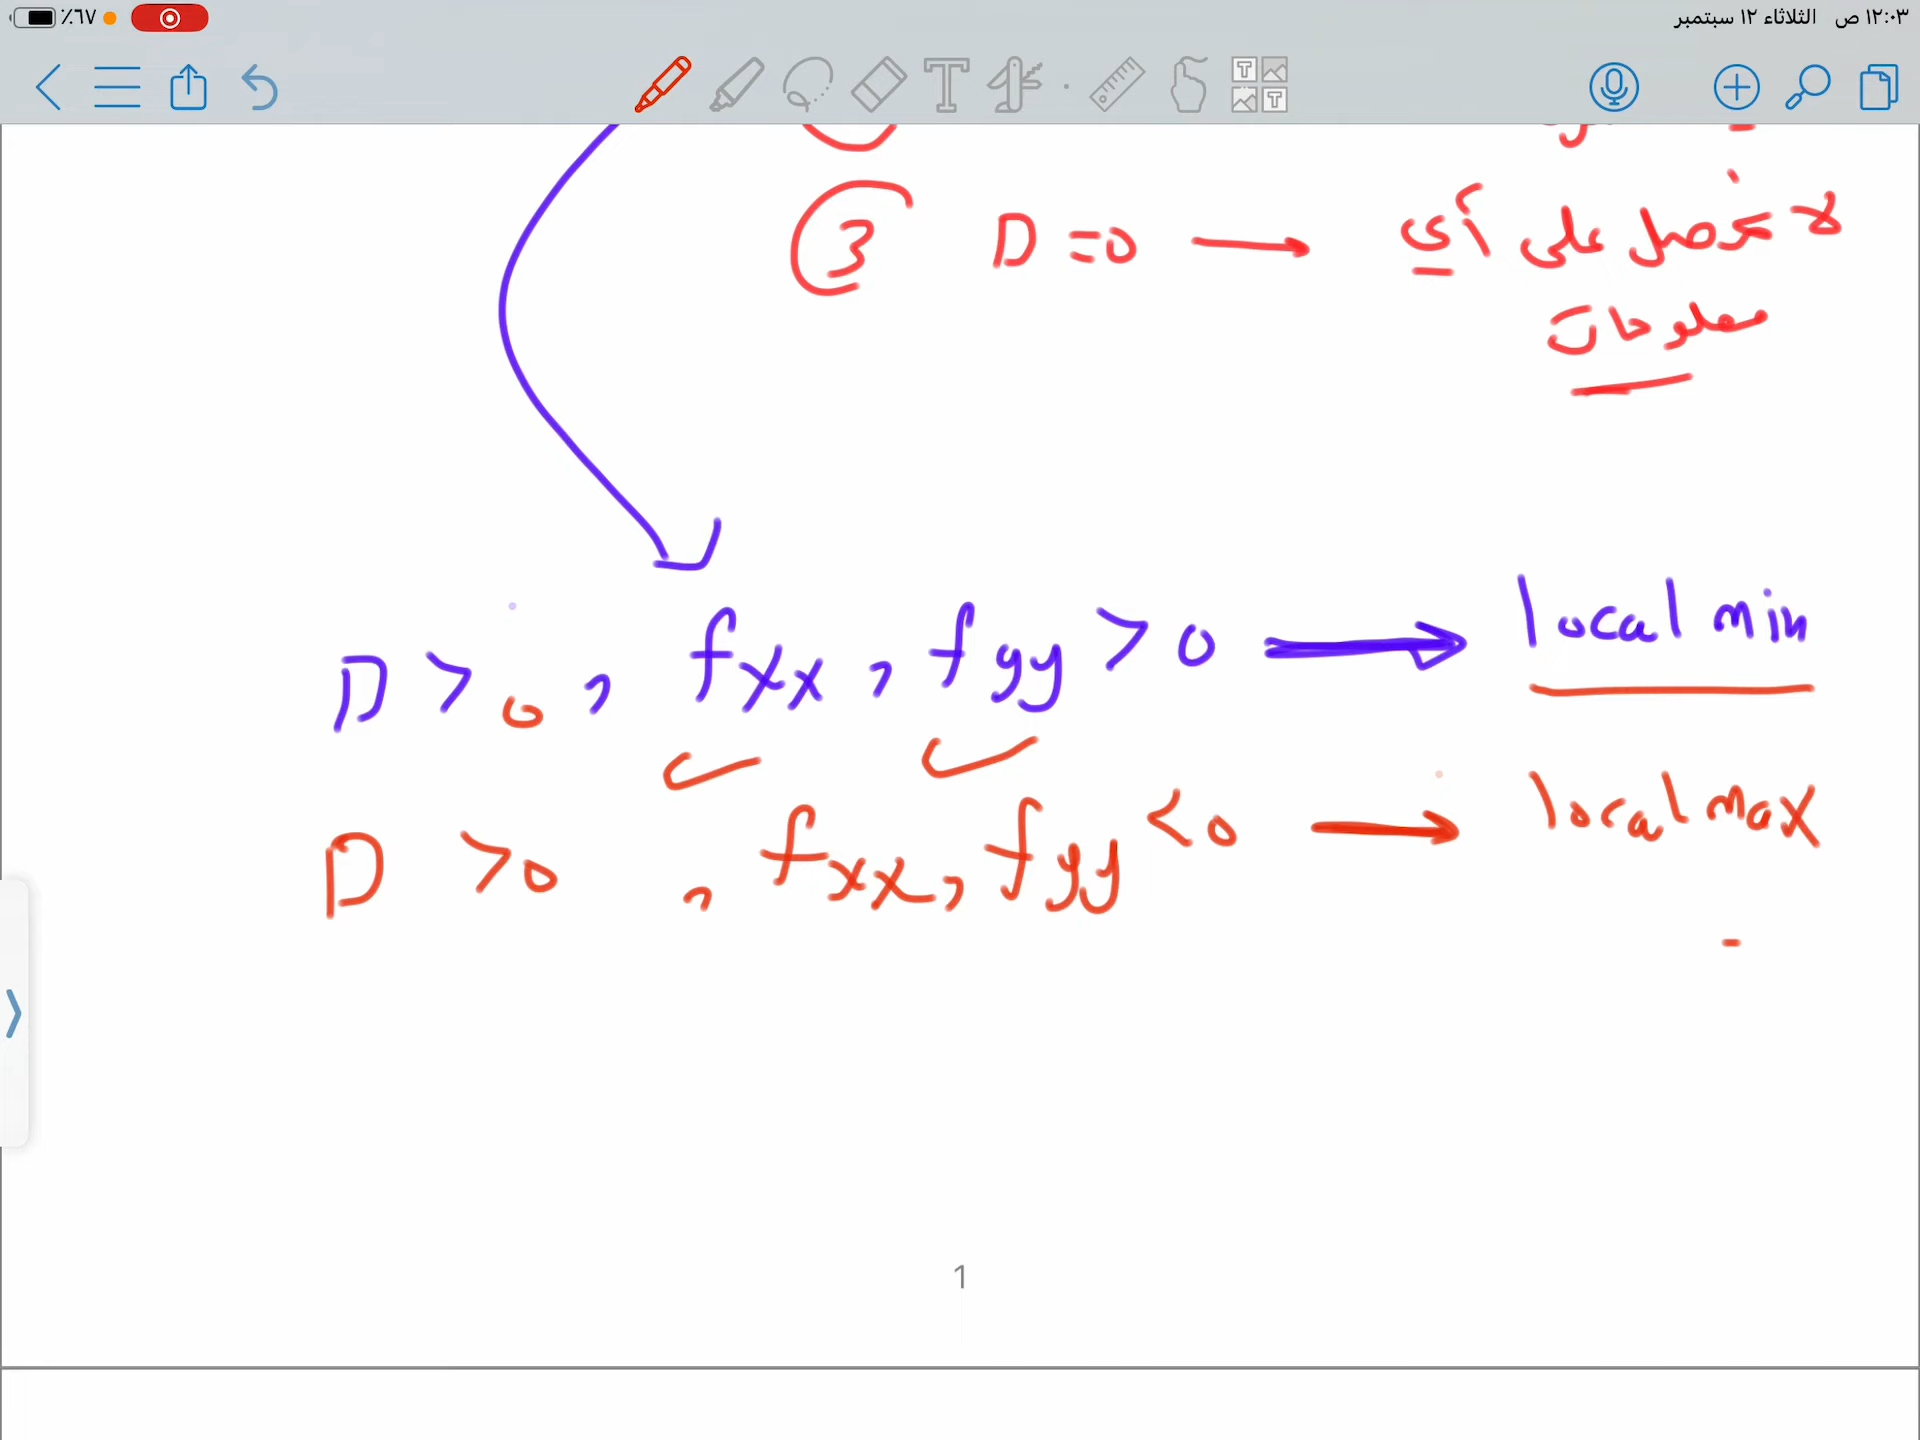 ٪٦٧ الثلاثاء ١٢ سبتمبر ١٢:٠٣ ص
3 D = 0 → لا نحصل على أي
معلومات
D > 0 , fxx , fyy > 0 → local min
D > 0 , fxx , fyy < 0 → local max
1